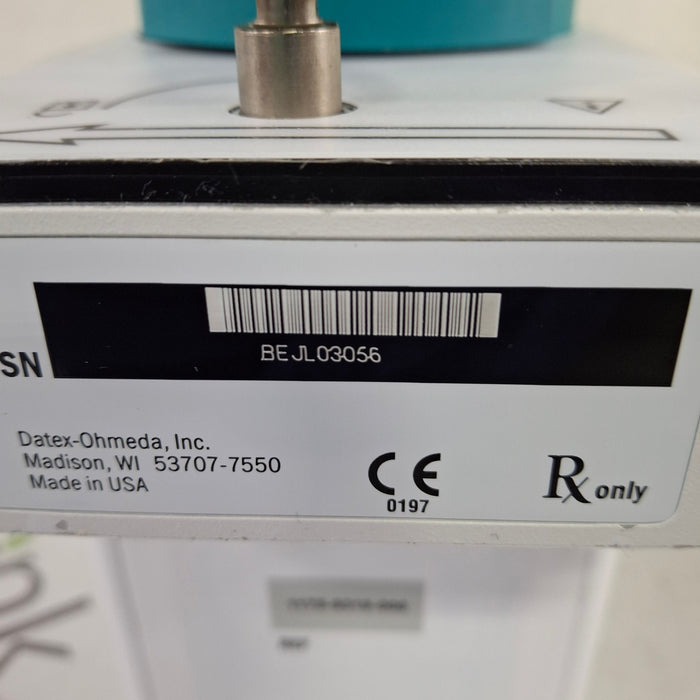 SN
BEJL03056
Datex-Ohmeda, Inc.
Madison, WI 53707-7550
Made in USA
CE
0197
Rx only